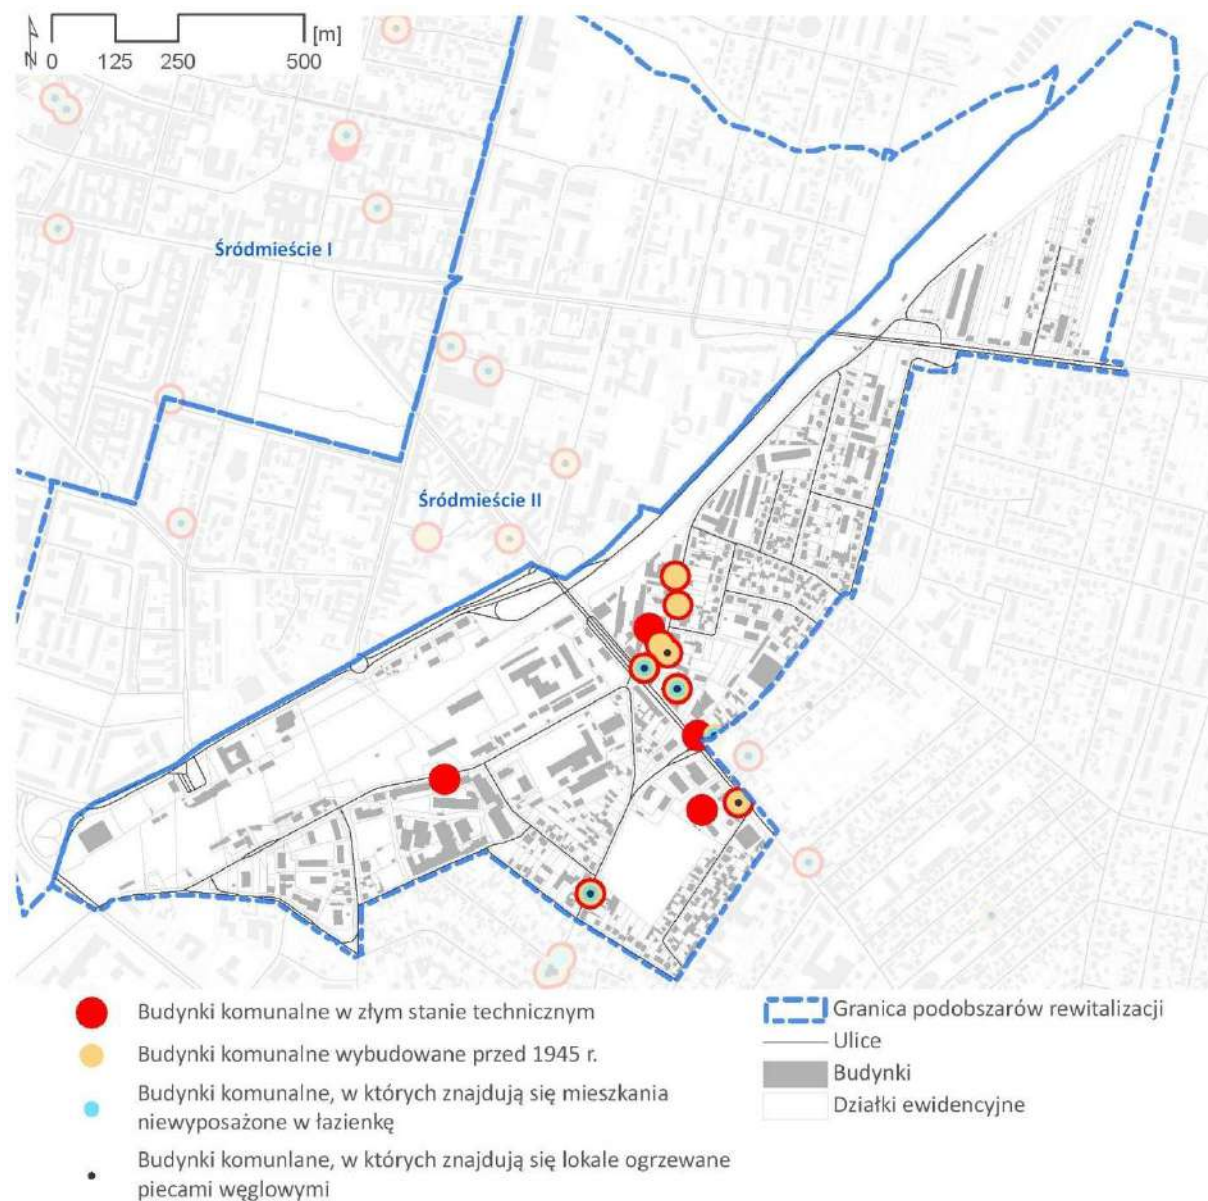 [m]
N 0 125 250 500
Śródmieście I
Śródmieście II
Budynki komunalne w złym stanie technicznym
Budynki komunalne wybudowane przed 1945 r.
Budynki komunalne, w których znajdują się mieszkania
niewyposażone w łazienkę
Budynki komunlane, w których znajdują się lokale ogrzewane
piecami węglowymi
Granica podobszarów rewitalizacji
Ulice
Budynki
Działki ewidencyjne